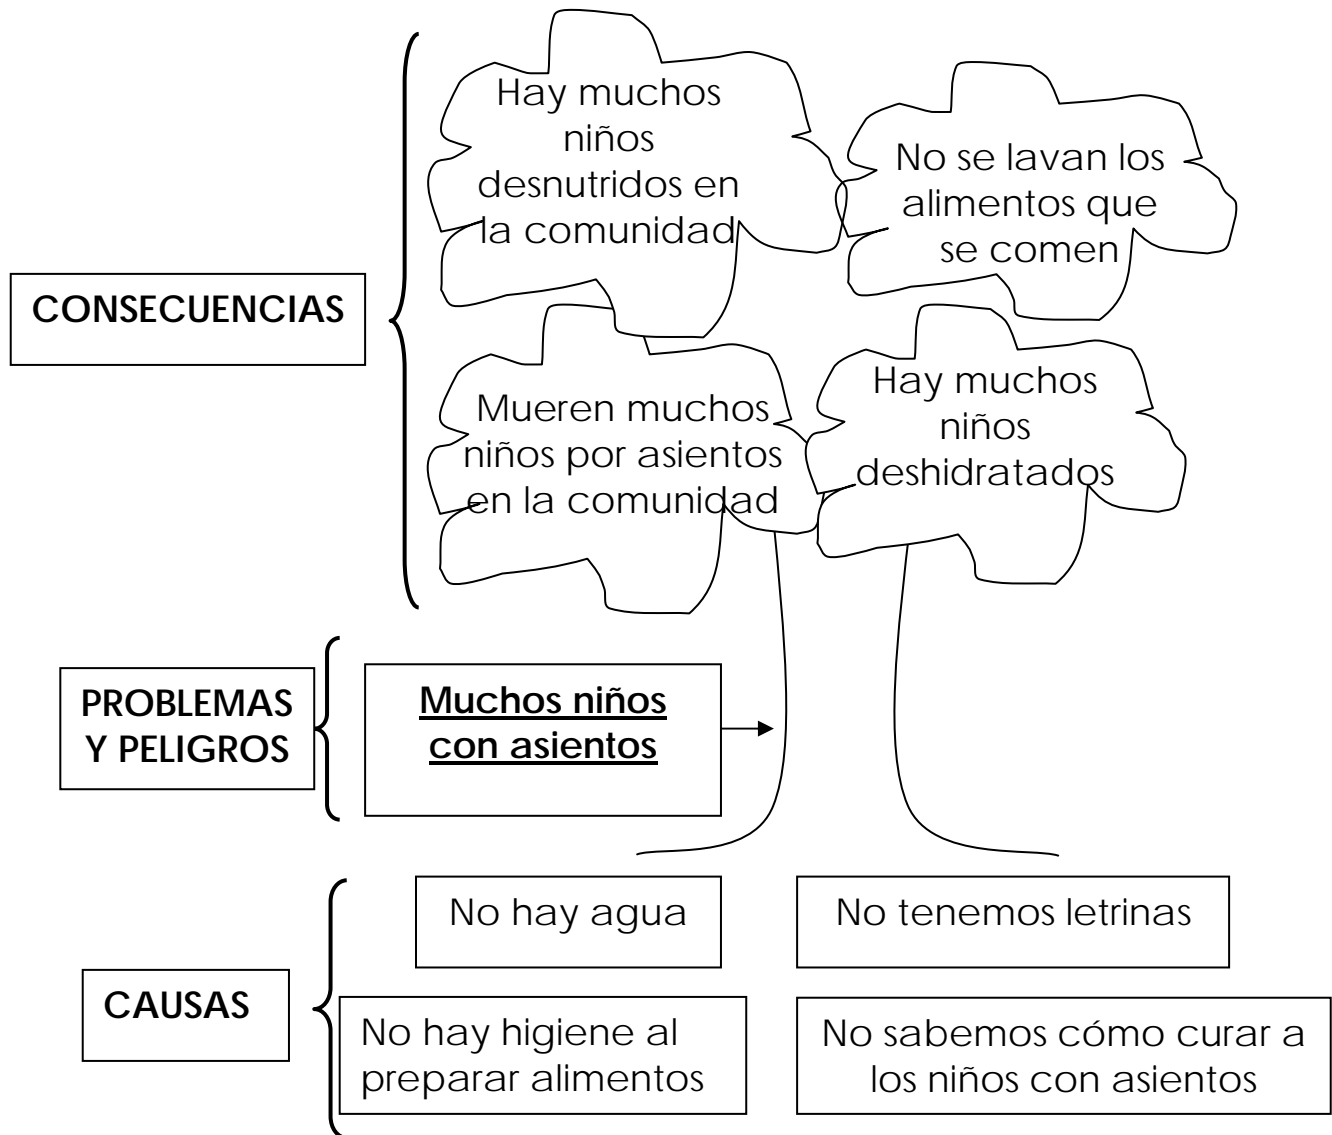 Hay muchos
niños
desnutridos en
la comunidad
No se lavan los
alimentos que
se comen
CONSECUENCIAS
Mueren muchos
niños por asientos
en la comunidad
Hay muchos
niños
deshidratados
PROBLEMAS
Y PELIGROS
Muchos niños
con asientos
No hay agua
No tenemos letrinas
CAUSAS
No hay higiene al
preparar alimentos
No sabemos cómo curar a
los niños con asientos